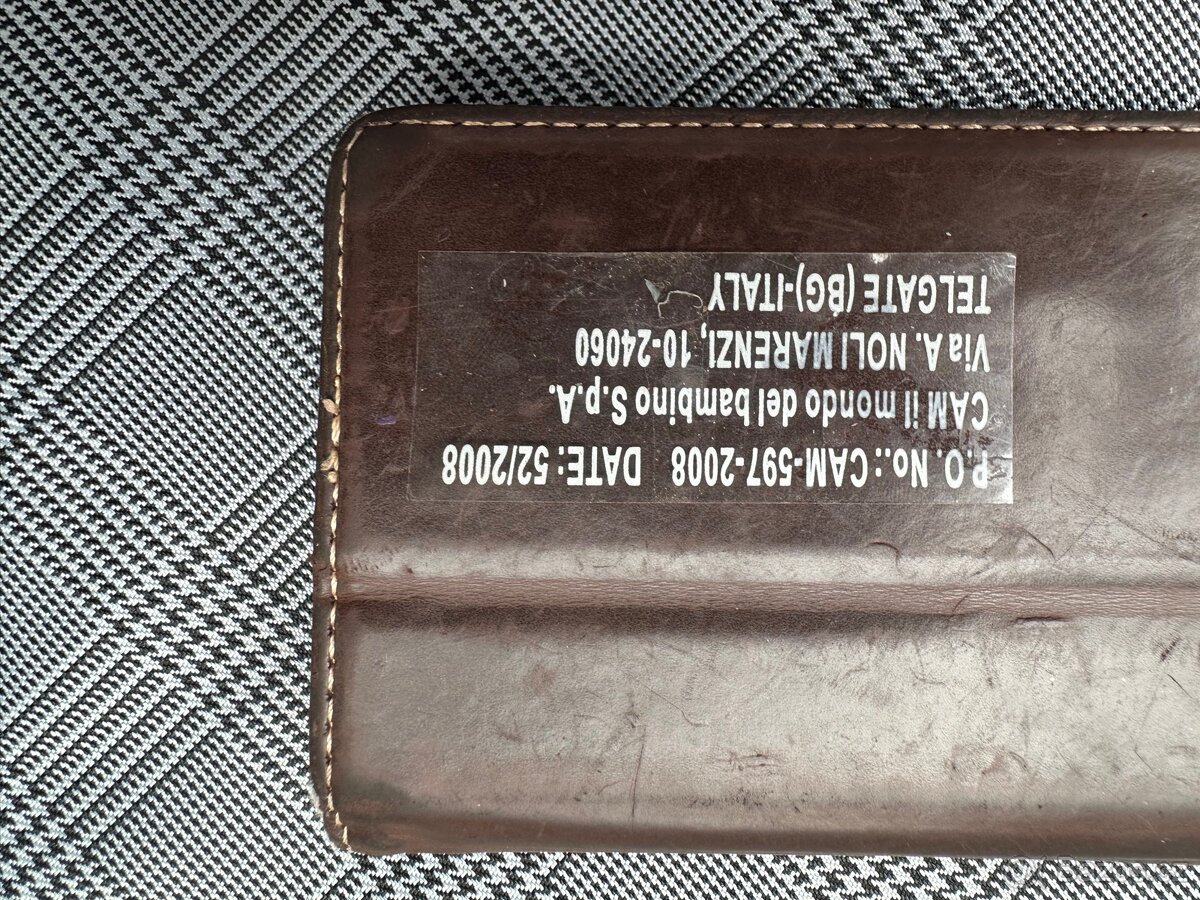 P.O. No.: CAM-597-2008 DATE: 52/2008
CAM il mondo del bambino S.p.A.
Via A. NOLI MARENZI, 10-24060
TELGATE (BG)-ITALY